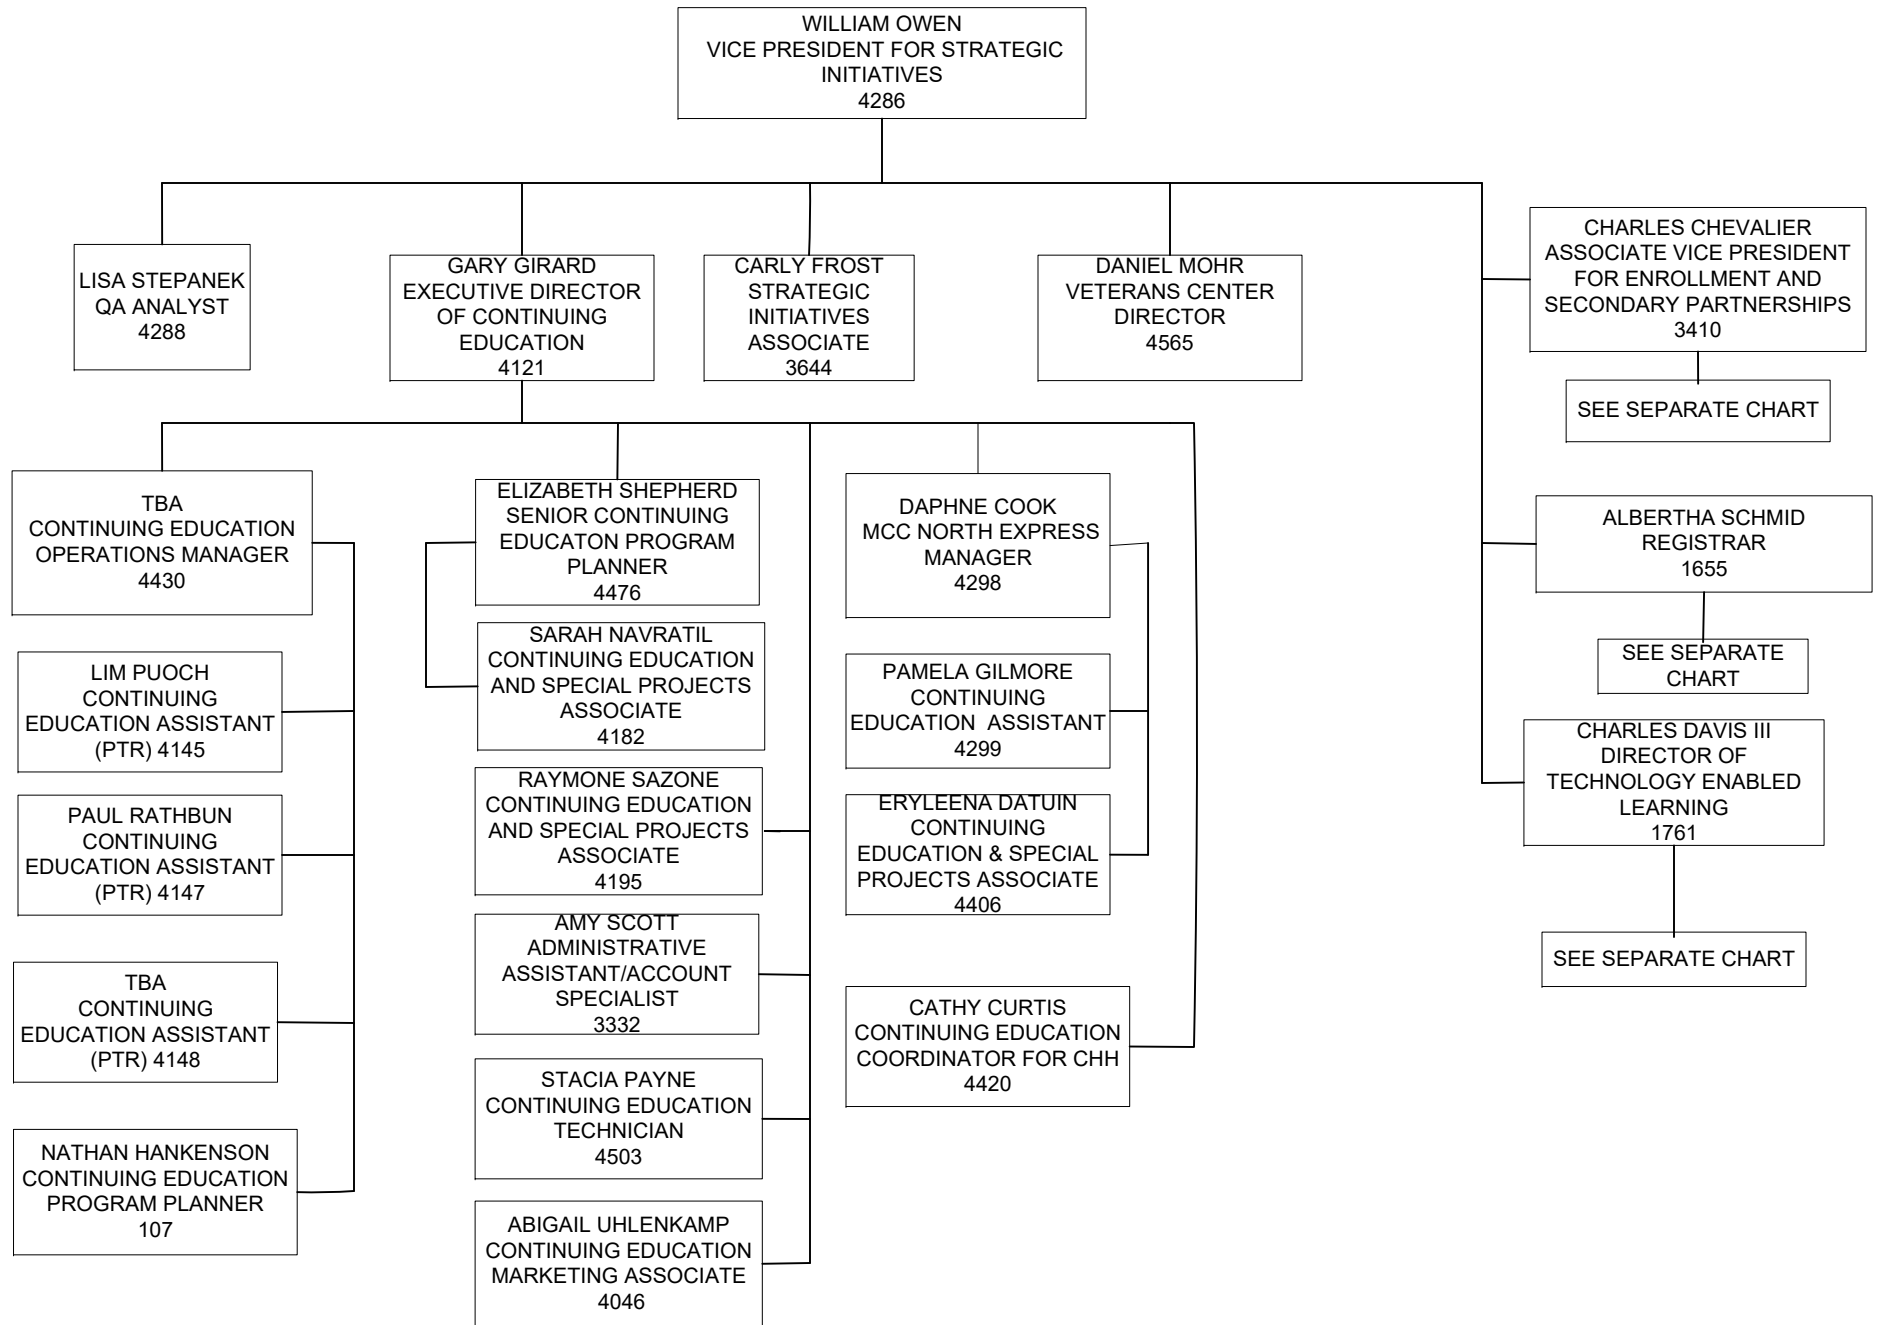 WILLIAM OWEN
VICE PRESIDENT FOR STRATEGIC
INITIATIVES
4286
LISA STEPANEK
QA ANALYST
4288
GARY GIRARD
EXECUTIVE DIRECTOR
OF CONTINUING
EDUCATION
4121
CARLY FROST
STRATEGIC
INITIATIVES
ASSOCIATE
3644
DANIEL MOHR
VETERANS CENTER
DIRECTOR
4565
CHARLES CHEVALIER
ASSOCIATE VICE PRESIDENT
FOR ENROLLMENT AND
SECONDARY PARTNERSHIPS
3410
SEE SEPARATE CHART
TBA
CONTINUING EDUCATION
OPERATIONS MANAGER
4430
LIM PUOCH
CONTINUING
EDUCATION ASSISTANT
(PTR) 4145
PAUL RATHBUN
CONTINUING
EDUCATION ASSISTANT
(PTR) 4147
TBA
CONTINUING
EDUCATION ASSISTANT
(PTR) 4148
NATHAN HANKENSON
CONTINUING EDUCATION
PROGRAM PLANNER
107
ELIZABETH SHEPHERD
SENIOR CONTINUING
EDUCATON PROGRAM
PLANNER
4476
SARAH NAVRATIL
CONTINUING EDUCATION
AND SPECIAL PROJECTS
ASSOCIATE
4182
RAYMONE SAZONE
CONTINUING EDUCATION
AND SPECIAL PROJECTS
ASSOCIATE
4195
AMY SCOTT
ADMINISTRATIVE
ASSISTANT/ACCOUNT
SPECIALIST
3332
STACIA PAYNE
CONTINUING EDUCATION
TECHNICIAN
4503
ABIGAIL UHLENKAMP
CONTINUING EDUCATION
MARKETING ASSOCIATE
4046
DAPHNE COOK
MCC NORTH EXPRESS
MANAGER
4298
PAMELA GILMORE
CONTINUING
EDUCATION ASSISTANT
4299
ERYLEENA DATUIN
CONTINUING
EDUCATION & SPECIAL
PROJECTS ASSOCIATE
4406
CATHY CURTIS
CONTINUING EDUCATION
COORDINATOR FOR CHH
4420
ALBERTHA SCHMID
REGISTRAR
1655
SEE SEPARATE
CHART
CHARLES DAVIS III
DIRECTOR OF
TECHNOLOGY ENABLED
LEARNING
1761
SEE SEPARATE CHART